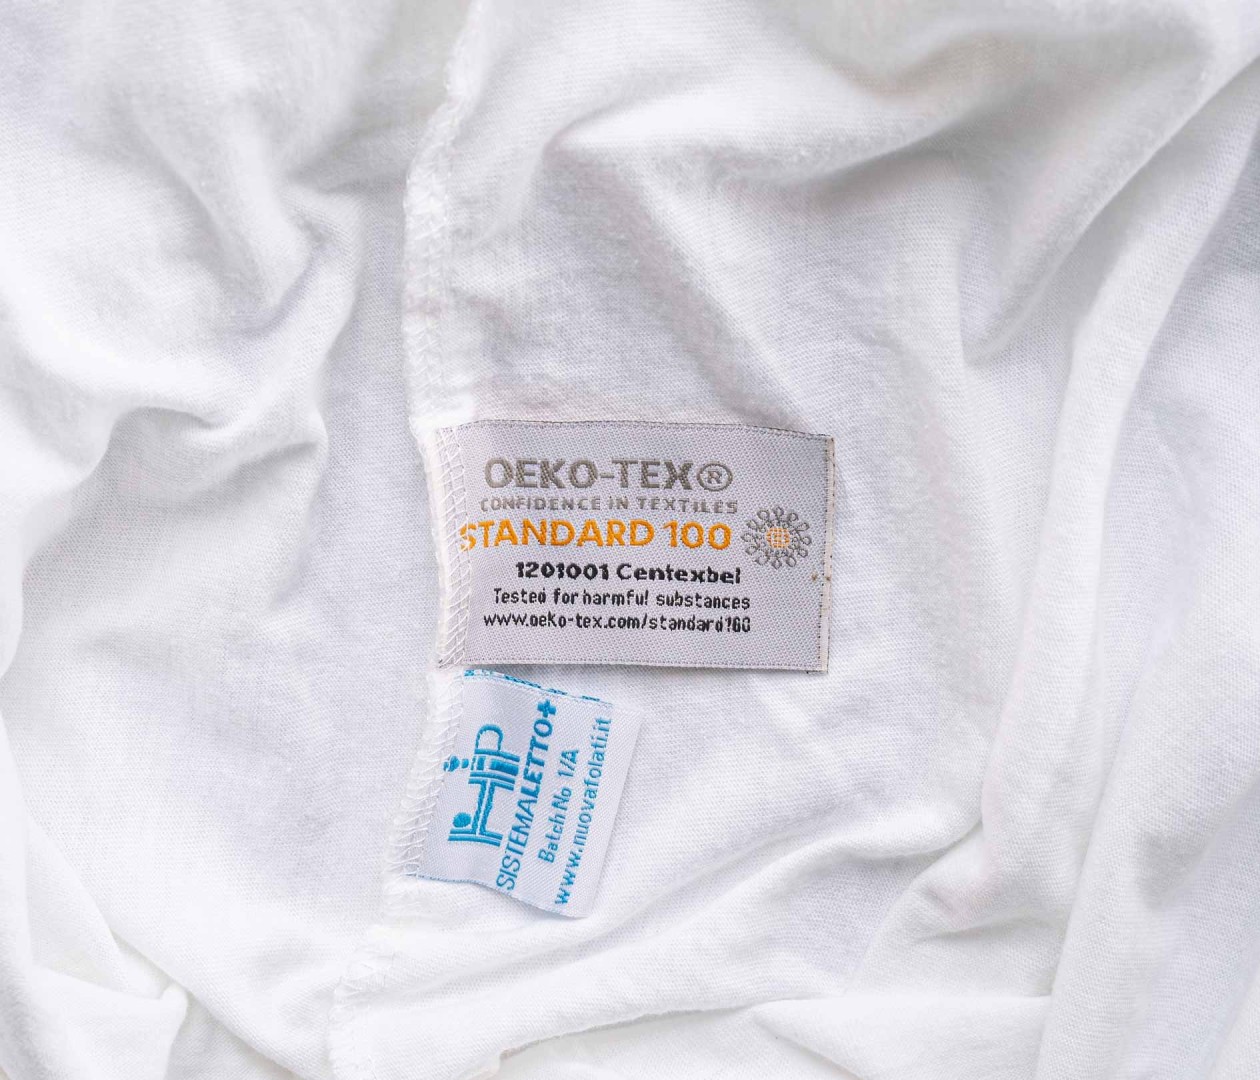 OEKO-TEX®
CONFIDENCE IN TEXTILES
STANDARD 100
1201001 Centexbel
Tested for harmful substances
www.oeko-tex.com/standard100
HiP
SISTEMALETTO+
Batch No 1/A
www.nuovafolati.it